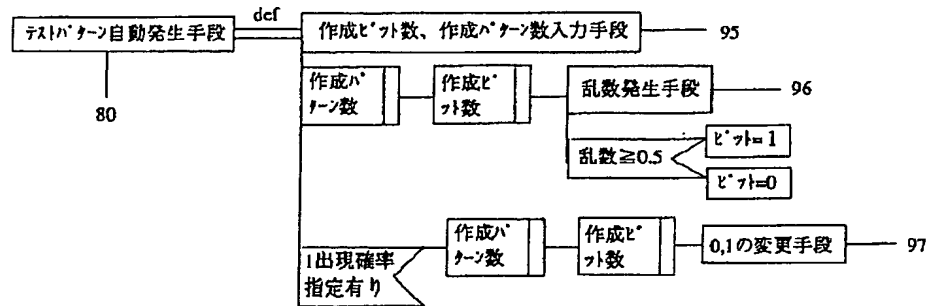 def
テストパターン自動発生手段
作成ビット数、作成パターン数入力手段
95
80
作成パ
ターン数
作成ビ
ット数
乱数発生手段
96
乱数≧0.5
ビット=1
ビット=0
1出現確率
指定有り
作成パ
ターン数
作成ビ
ット数
0,1の変更手段
97